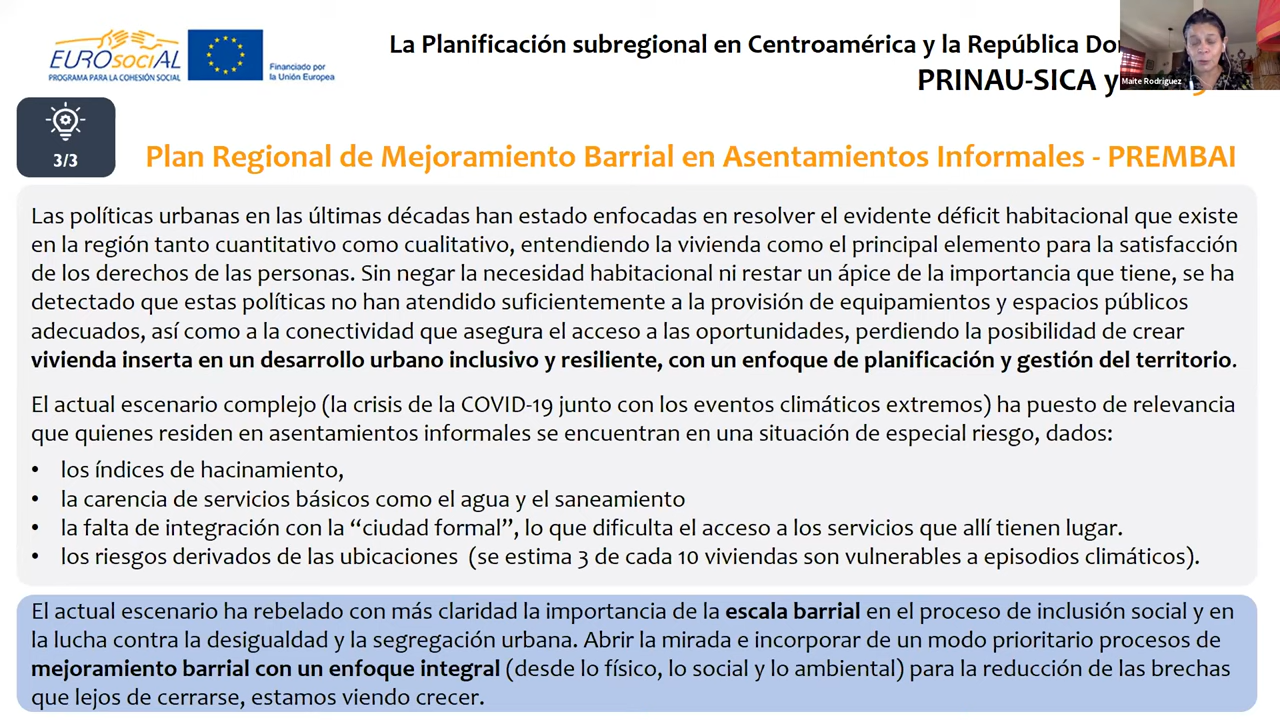 EUROsociAL
PROGRAMA PARA LA COHESIÓN SOCIAL
Financiado por
la Unión Europea
La Planificación subregional en Centroamérica y la República
PRINAU-SICA y
Maite Rodríguez
3/3
Plan Regional de Mejoramiento Barrial en Asentamientos Informales - PREMBAI
Las políticas urbanas en las últimas décadas han estado enfocadas en resolver el evidente déficit habitacional que existe
en la región tanto cuantitativo como cualitativo, entendiendo la vivienda como el principal elemento para la satisfacción
de los derechos de las personas. Sin negar la necesidad habitacional ni restar un ápice de la importancia que tiene, se ha
detectado que estas políticas no han atendido suficientemente a la provisión de equipamientos y espacios públicos
adecuados, así como a la conectividad que asegura el acceso a las oportunidades, perdiendo la posibilidad de crear
vivienda inserta en un desarrollo urbano inclusivo y resiliente, con un enfoque de planificación y gestión del territorio.
El actual escenario complejo (la crisis de la COVID-19 junto con los eventos climáticos extremos) ha puesto de relevancia
que quienes residen en asentamientos informales se encuentran en una situación de especial riesgo, dados:
• los índices de hacinamiento,
• la carencia de servicios básicos como el agua y el saneamiento
• la falta de integración con la “ciudad formal”, lo que dificulta el acceso a los servicios que allí tienen lugar.
• los riesgos derivados de las ubicaciones (se estima 3 de cada 10 viviendas son vulnerables a episodios climáticos).
El actual escenario ha rebelado con más claridad la importancia de la escala barrial en el proceso de inclusión social y en
la lucha contra la desigualdad y la segregación urbana. Abrir la mirada e incorporar de un modo prioritario procesos de
mejoramiento barrial con un enfoque integral (desde lo físico, lo social y lo ambiental) para la reducción de las brechas
que lejos de cerrarse, estamos viendo crecer.